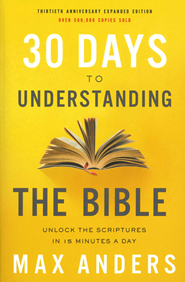 THIRTIETH ANNIVERSARY EXPANDED EDITION
OVER 300,000 COPIES SOLD
30 DAYS
TO
UNDERSTANDING
THE BIBLE
UNLOCK THE SCRIPTURES
IN 15 MINUTES A DAY
MAX ANDERS